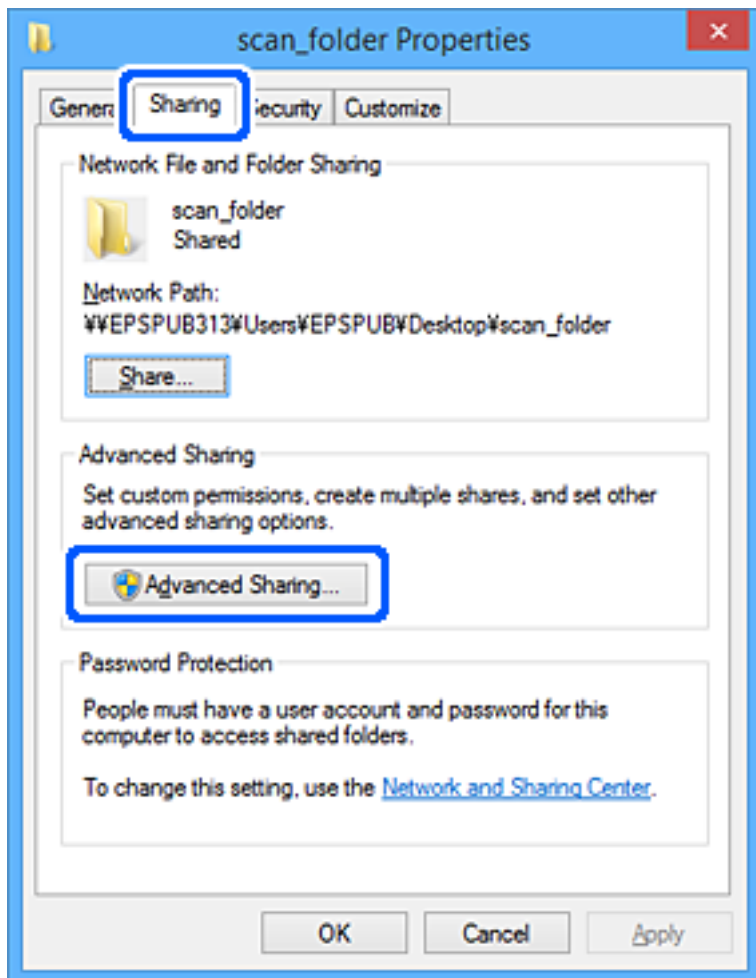 scan_folder Properties
General Sharing Security Customize
Network File and Folder Sharing
scan_folder
Shared
Network Path:
¥¥EPSPUB313¥Users¥EPSPUB¥Desktop¥scan_folder
Share...
Advanced Sharing
Set custom permissions, create multiple shares, and set other
advanced sharing options.
Advanced Sharing...
Password Protection
People must have a user account and password for this
computer to access shared folders.
To change this setting, use the Network and Sharing Center.
OK Cancel Apply